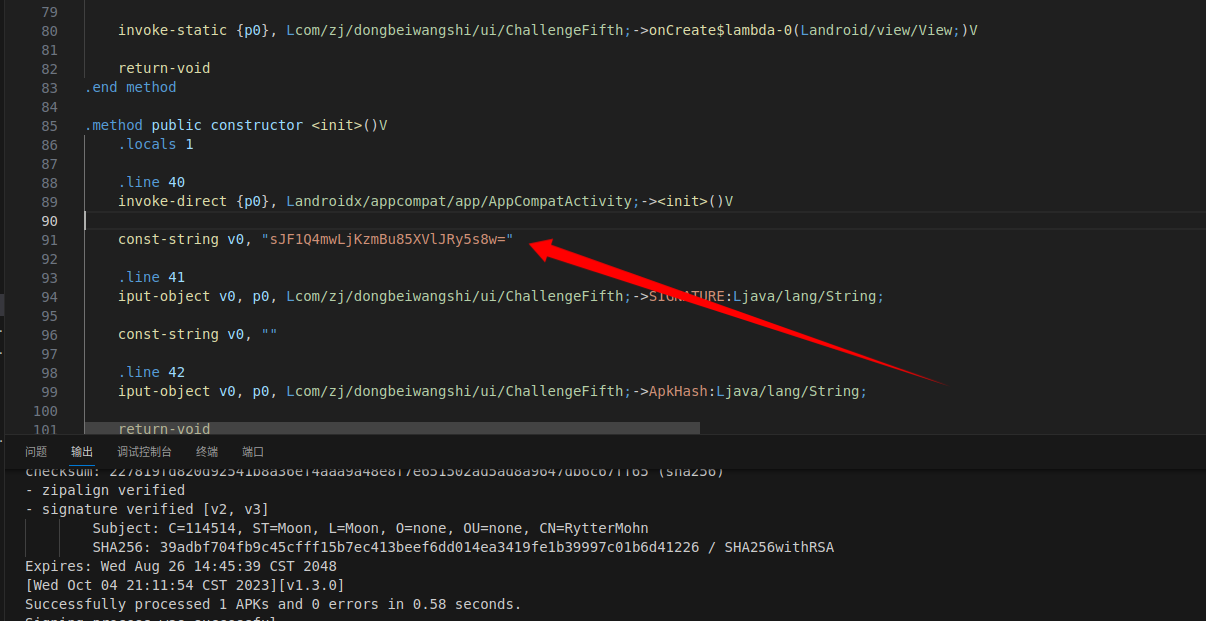 79
80 invoke-static {p0}, Lcom/zj/dongbeiwangshi/ui/ChallengeFifth;->onCreate$lambda-0(Landroid/view/View;)V
81
82 return-void
83 .end method
84
85 .method public constructor <init>()V
86 .locals 1
87
88 .line 40
89 invoke-direct {p0}, Landroidx/appcompat/app/AppCompatActivity;-><init>()V
90
91 const-string v0, "sJF1Q4mwLjKzmBu85XVlJRy5s8w="
92
93 .line 41
94 iput-object v0, p0, Lcom/zj/dongbeiwangshi/ui/ChallengeFifth;->SIGNATURE:Ljava/lang/String;
95
96 const-string v0, ""
97
98 .line 42
99 iput-object v0, p0, Lcom/zj/dongbeiwangshi/ui/ChallengeFifth;->ApkHash:Ljava/lang/String;
100
101 return-void
问题 输出 调试控制台 终端 端口
checksum: 227819fd820d92541b8a36ef4aaa9a48e8f7e651502ad5ad8a9647db6c67ff65 (sha256)
- zipalign verified
- signature verified [v2, v3]
Subject: C=114514, ST=Moon, L=Moon, O=none, OU=none, CN=RytterMohn
SHA256: 39adbf704fb9c45cfff15b7ec413beef6dd014ea3419fe1b39997c01b6d41226 / SHA256withRSA
Expires: Wed Aug 26 14:45:39 CST 2048
[Wed Oct 04 21:11:54 CST 2023][v1.3.0]
Successfully processed 1 APKs and 0 errors in 0.58 seconds.
Signing process was successful